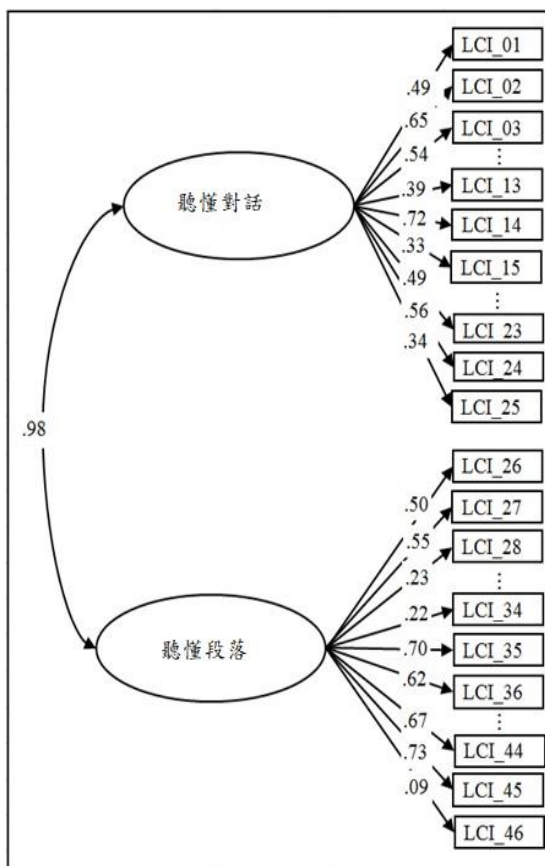 LCI_01
.49
LCI_02
.65
LCI_03
.54
⋮
.39
LCI_13
聽懂對話
.72
LCI_14
.33
LCI_15
.49
⋮
.56
LCI_23
.34
LCI_24
LCI_25
.98
LCI_26
.50
LCI_27
.55
LCI_28
.23
⋮
.22
LCI_34
聽懂段落
.70
LCI_35
.62
LCI_36
⋮
.67
LCI_44
.73
LCI_45
.09
LCI_46